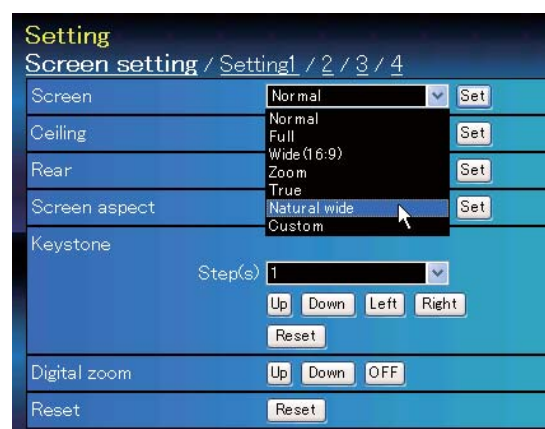 Setting
Screen setting / Setting1 / 2 / 3 / 4
Screen Normal Set
Normal
Ceiling Full Set
Wide(16:9)
Rear Zoom Set
True
Screen aspect Natural wide Set
Custom
Keystone
Step(s) 1
Up Down Left Right
Reset
Digital zoom Up Down OFF
Reset Reset